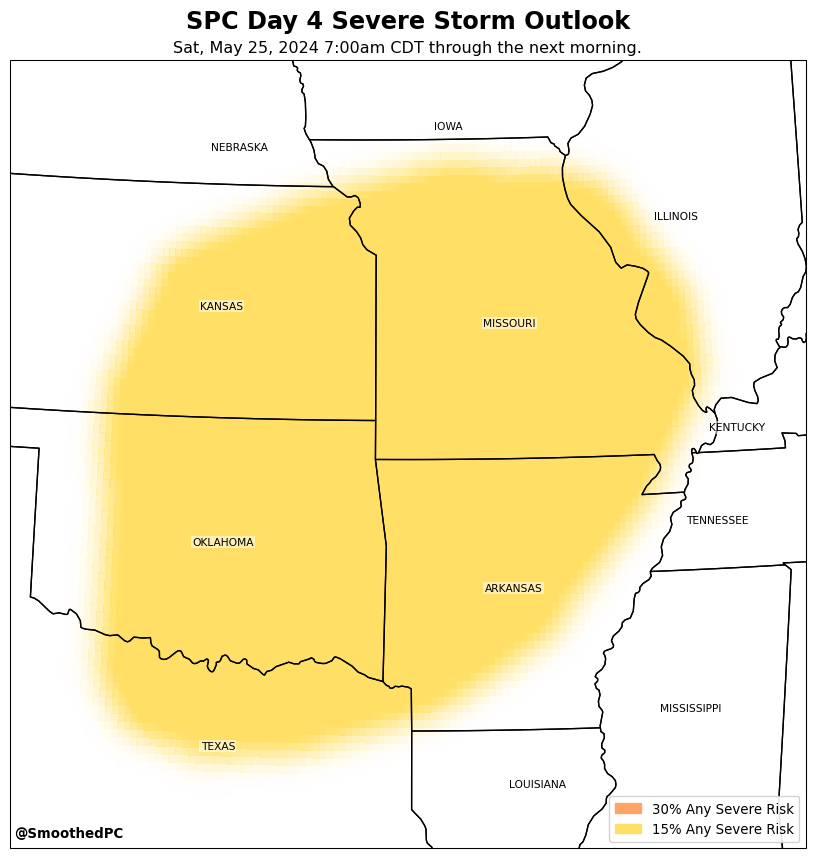 SPC Day 4 Severe Storm Outlook
Sat, May 25, 2024 7:00am CDT through the next morning.
IOWA
NEBRASKA
ILLINOIS
KANSAS
MISSOURI
KENTUCKY
TENNESSEE
OKLAHOMA
ARKANSAS
MISSISSIPPI
TEXAS
LOUISIANA
30% Any Severe Risk
15% Any Severe Risk
@SmoothedPC